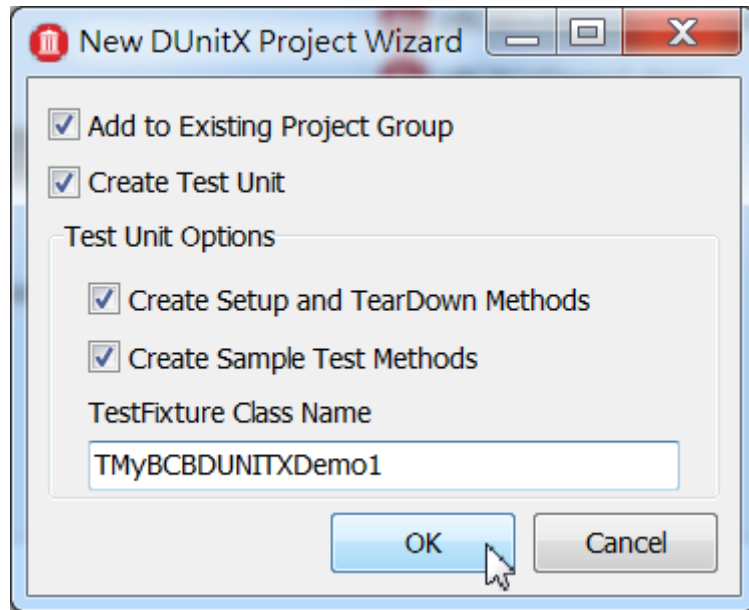 New DUnitX Project Wizard
Add to Existing Project Group
Create Test Unit
Test Unit Options
Create Setup and TearDown Methods
Create Sample Test Methods
TestFixture Class Name
TMyBCBDUNITXDemo1
OK
Cancel